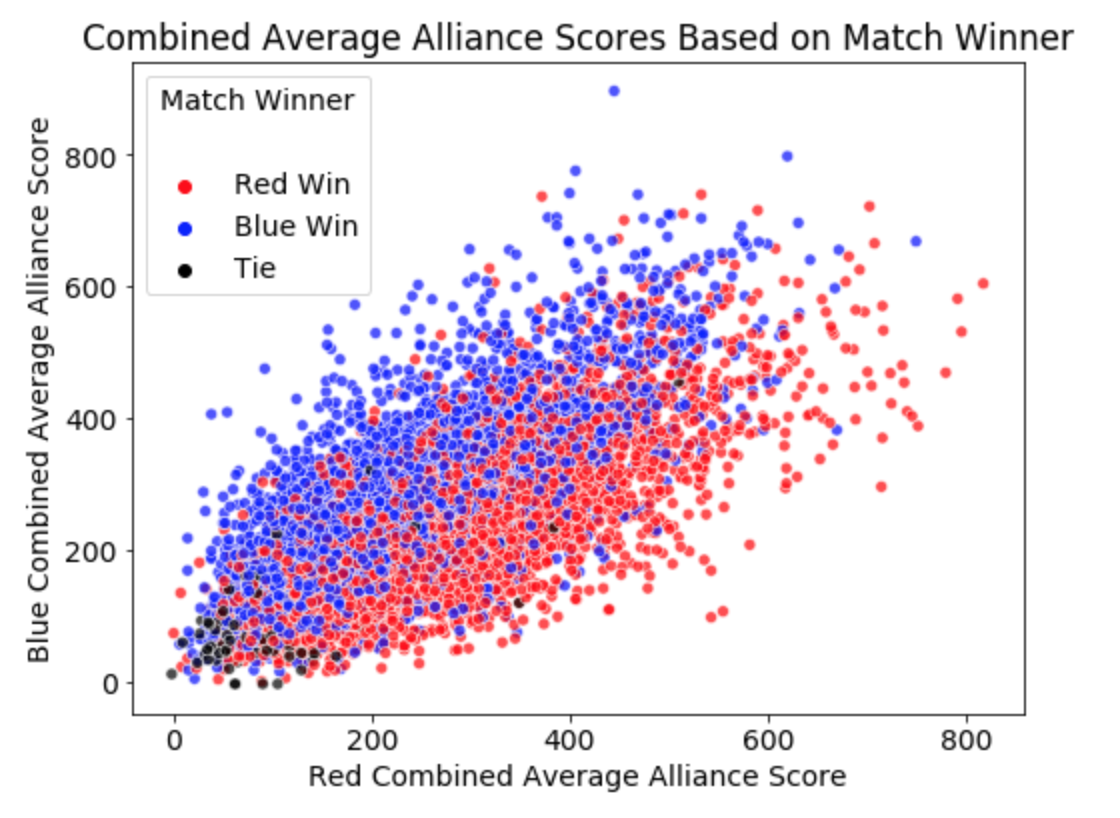 Combined Average Alliance Scores Based on Match Winner
Match Winner
Red Win
Blue Win
Tie
Blue Combined Average Alliance Score
800
600
400
200
0
0 200 400 600 800
Red Combined Average Alliance Score